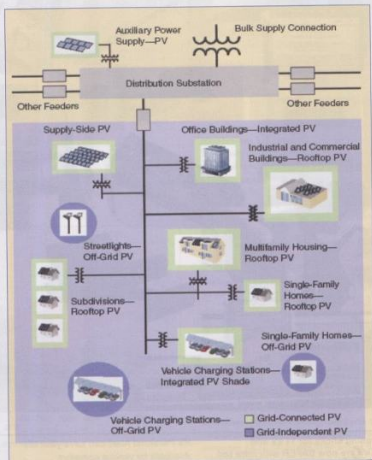 Auxiliary Power
Supply—PV
Bulk Supply Connection
Distribution Substation
Other Feeders
Other Feeders
Supply-Side PV
Office Buildings—Integrated PV
Industrial and Commercial
Buildings—Rooftop PV
Streetlights—
Off-Grid PV
Multifamily Housing—
Rooftop PV
Subdivisions—
Rooftop PV
Single-Family
Homes—
Rooftop PV
Single-Family Homes—
Off-Grid PV
Vehicle Charging Stations—
Integrated PV Shade
Vehicle Charging Stations—
Off-Grid PV
Grid-Connected PV
Grid-Independent PV